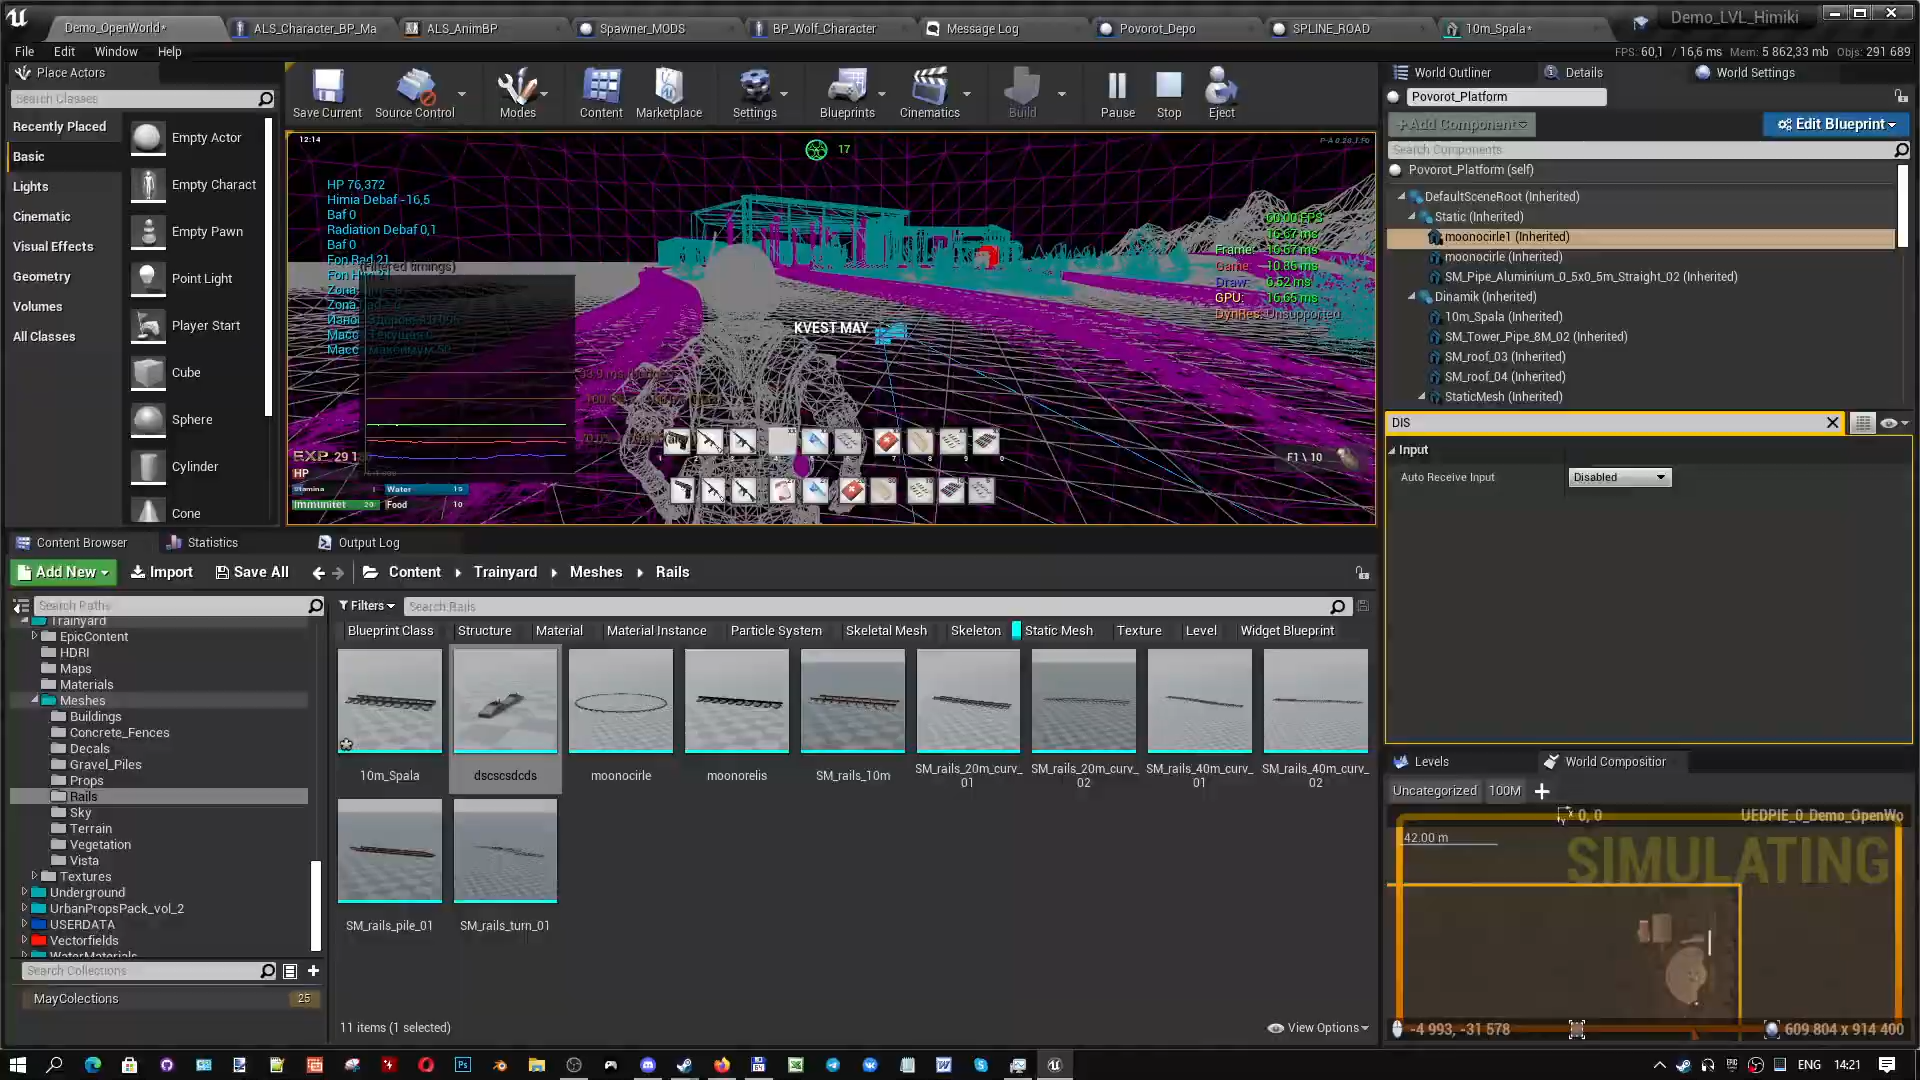 Demo_OpenWorld*
ALS_Character_BP_Ma
ALS_AnimBP
Spawner_MODS
BP_Wolf_Character
Message Log
Povorot_Depo
SPLINE_ROAD
10m_Spala*
Demo_LVL_Himiki
File Edit Window Help
FPS: 60,1 / 16,6 ms Mem: 5 862,33 mb Objs: 291 689
Place Actors
Search Classes
Recently Placed
Basic
Lights
Cinematic
Visual Effects
Geometry
Volumes
All Classes
Empty Actor
Empty Charact
Empty Pawn
Point Light
Player Start
Cube
Sphere
Cylinder
Cone
Save Current
Source Control
Modes
Content
Marketplace
Settings
Blueprints
Cinematics
Build
Pause
Stop
Eject
12:14
17
HP 76,372
Himia Debaf -16,5
Baf 0
Radiation Debaf 0,1
Baf 0
KVEST MAY
60.00 FPS
16.67 ms
Frame: 16.67 ms
Game: 10.86 ms
Draw: 6.52 ms
GPU: 16.65 ms
DynRes: Unsupported
F1 \ 10
HP
Stamina
Water 15
Immunitet 20
Food 10
World Outliner
Details
World Settings
Povorot_Platform
+Add Component
Edit Blueprint
Search Components
Povorot_Platform (self)
DefaultSceneRoot (Inherited)
Static (Inherited)
moonocirle1 (Inherited)
moonocirle (Inherited)
SM_Pipe_Aluminium_0_5x0_5m_Straight_02 (Inherited)
Dinamik (Inherited)
10m_Spala (Inherited)
SM_Tower_Pipe_8M_02 (Inherited)
SM_roof_03 (Inherited)
SM_roof_04 (Inherited)
StaticMesh (Inherited)
DIS
Input
Auto Receive Input
Disabled
Content Browser
Statistics
Output Log
Add New
Import
Save All
Content
Trainyard
Meshes
Rails
Search Paths
Trainyard
EpicContent
HDRI
Maps
Materials
Meshes
Buildings
Concrete_Fences
Decals
Gravel_Piles
Props
Rails
Sky
Terrain
Vegetation
Vista
Textures
Underground
UrbanPropsPack_vol_2
USERDATA
Vectorfields
WaterMaterials
Search Collections
MayColections
25
Filters
Search Rails
Blueprint Class
Structure
Material
Material Instance
Particle System
Skeletal Mesh
Skeleton
Static Mesh
Texture
Level
Widget Blueprint
10m_Spala
dscscsdcds
moonocirle
moonorelis
SM_rails_10m
SM_rails_20m_curv_01
SM_rails_20m_curv_02
SM_rails_40m_curv_01
SM_rails_40m_curv_02
SM_rails_pile_01
SM_rails_turn_01
11 items (1 selected)
View Options
Levels
World Compositior
Uncategorized
100M
0, 0
UEDPIE_0_Demo_OpenWo
42.00 m
SIMULATING
-4 993, -31 578
609 804 x 914 400
ENG
14:21